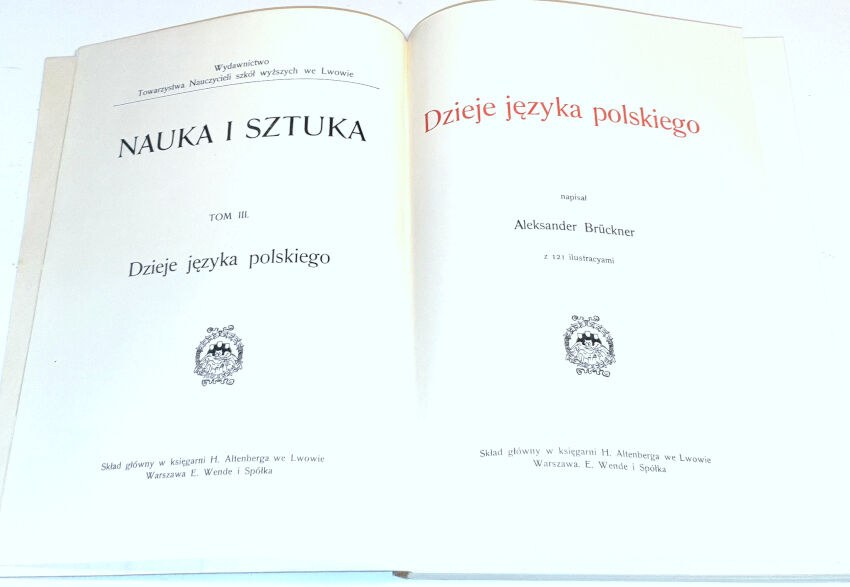 Wydawnictwo
Towarzystwa Nauczycieli szkół wyższych we Lwowie
NAUKA I SZTUKA
TOM III.
Dzieje języka polskiego
Skład główny w księgarni H. Altenberga we Lwowie
Warszawa E. Wende i Spółka
Dzieje języka polskiego
napisał
Aleksander Brückner
z 121 ilustracyami
Skład główny w księgarni H. Altenberga we Lwowie
Warszawa. E. Wende i Spółka